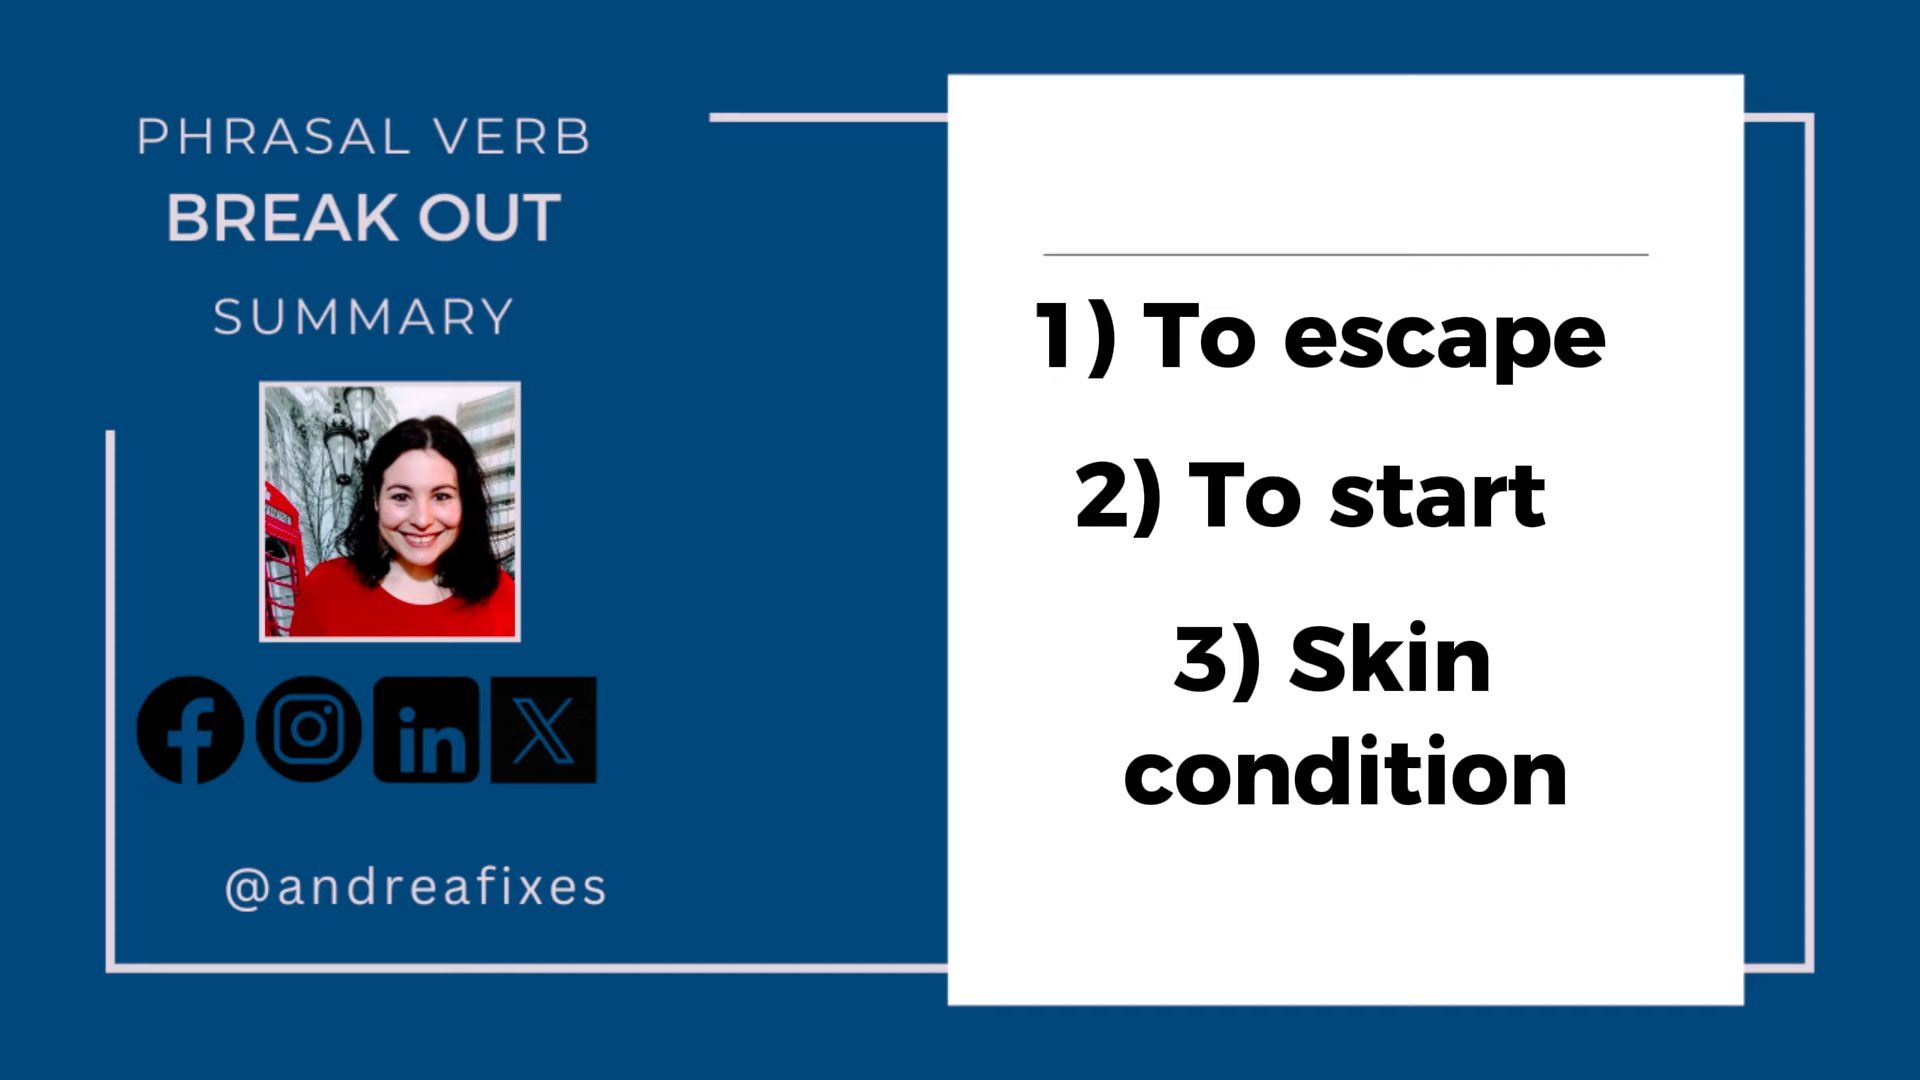 PHRASAL VERB
BREAK OUT
SUMMARY
@andreafixes
1) To escape
2) To start
3) Skin
condition